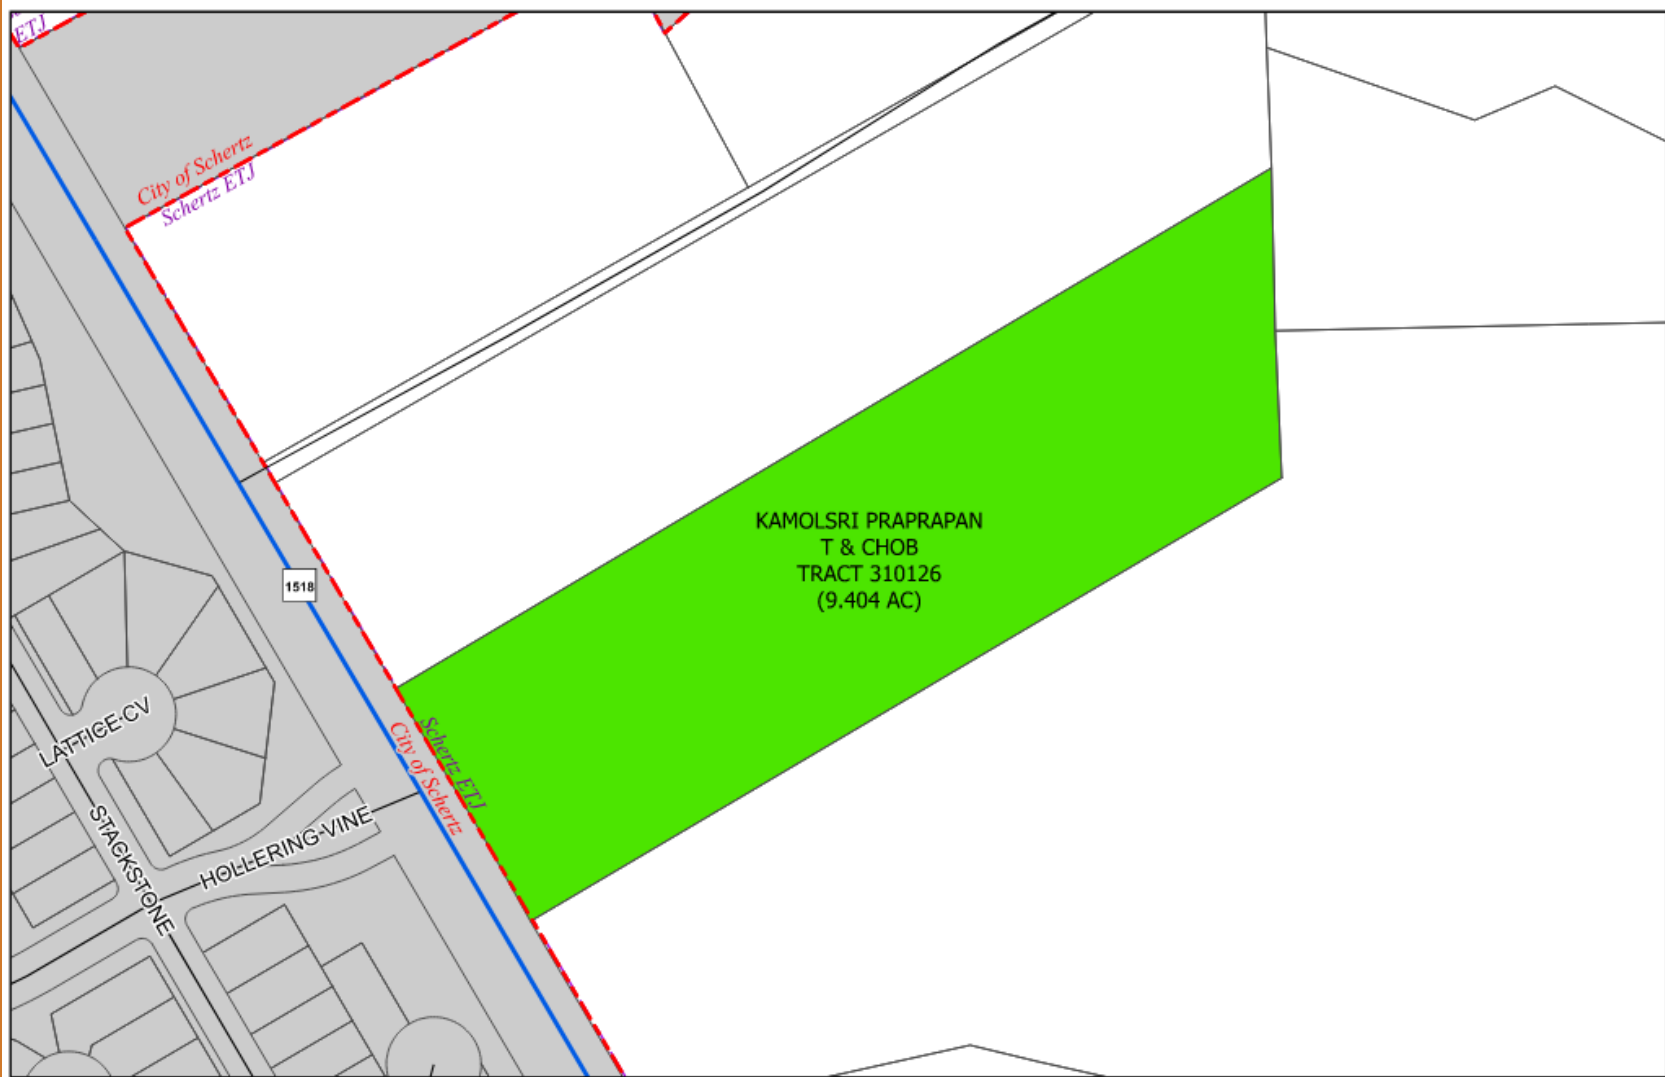 ETJ
City of Schertz
Schertz ETJ
KAMOLSRI PRAPRAPAN
T & CHOB
TRACT 310126
(9.404 AC)
1518
LATTICE CV
Schertz ETJ
City of Schertz
STACKSTONE
HOLLERING VINE